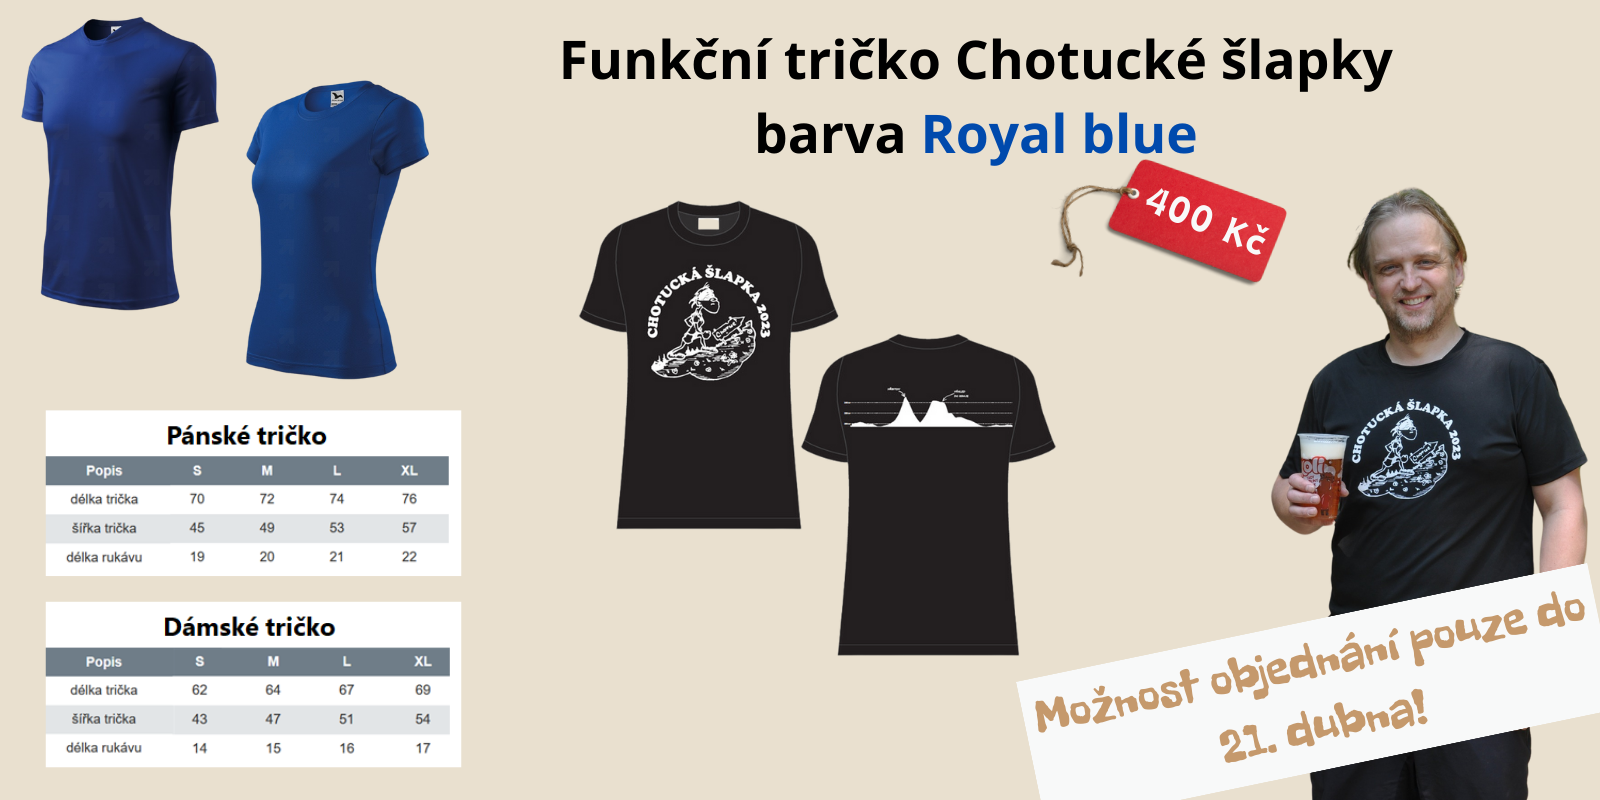 Funkční tričko Chotucké šlapky
barva Royal blue
400 Kč
CHOTUCKÁ ŠLAPKA 2023
CHOTUCKÁ ŠLAPKA 2023
Pánské tričko
Popis S M L XL
délka trička 70 72 74 76
šířka trička 45 49 53 57
délka rukávu 19 20 21 22
Dámské tričko
Popis S M L XL
délka trička 62 64 67 69
šířka trička 43 47 51 54
délka rukávu 14 15 16 17
Možnost objednání pouze do
21. dubna!